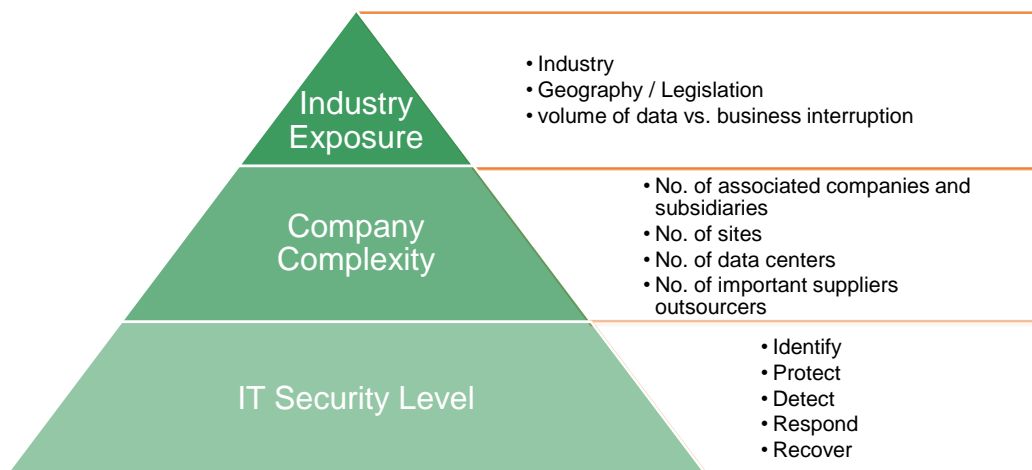 Industry
Exposure
• Industry
• Geography / Legislation
• volume of data vs. business interruption
Company
Complexity
• No. of associated companies and
subsidiaries
• No. of sites
• No. of data centers
• No. of important suppliers
outsourcers
IT Security Level
• Identify
• Protect
• Detect
• Respond
• Recover